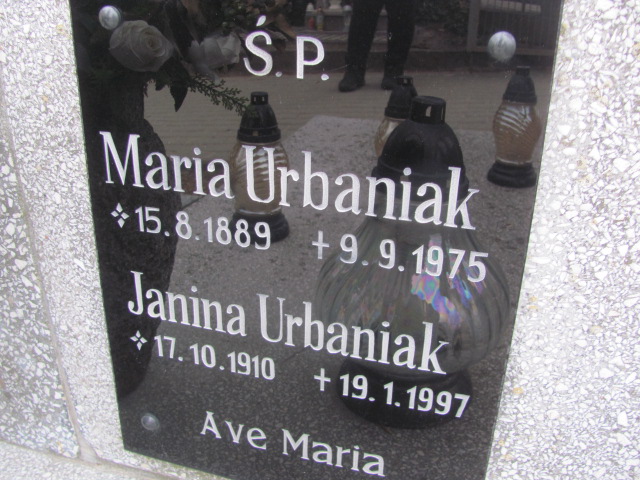 Ś. P.
Maria Urbaniak
15.8.1889 + 9.9.1975
Janina Urbaniak
17.10.1910 + 19.1.1997
Ave Maria